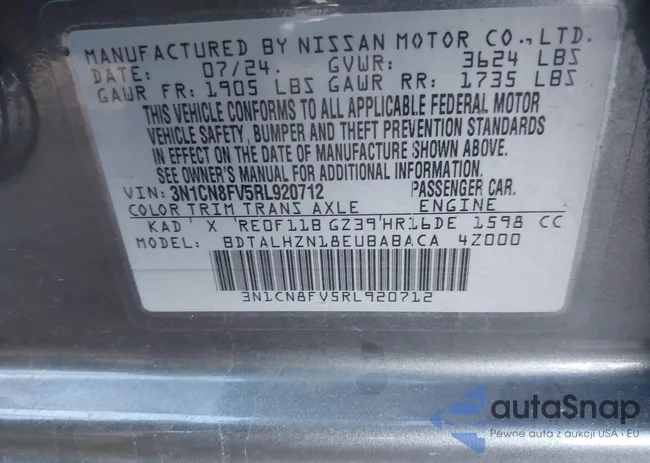 MANUFACTURED BY NISSAN MOTOR CO., LTD.
DATE: 07/24. GVWR: 3624 LBS
GAWR FR: 1905 LBS GAWR RR: 1735 LBS
THIS VEHICLE CONFORMS TO ALL APPLICABLE FEDERAL MOTOR
VEHICLE SAFETY, BUMPER AND THEFT PREVENTION STANDARDS
IN EFFECT ON THE DATE OF MANUFACTURE SHOWN ABOVE.
SEE OWNER'S MANUAL FOR ADDITIONAL INFORMATION.
VIN: 3N1CN8FV5RL920712 PASSENGER CAR.
COLOR TRIM TRANS AXLE ENGINE
KAD ' X 'RE0F11B GZ39'HR16DE 1598 CC
MODEL: BDTALHZN18EUBABACA 4Z000
3N1CN8FV5RL920712
autaSnap
Pewne auta z aukcji USA i EU